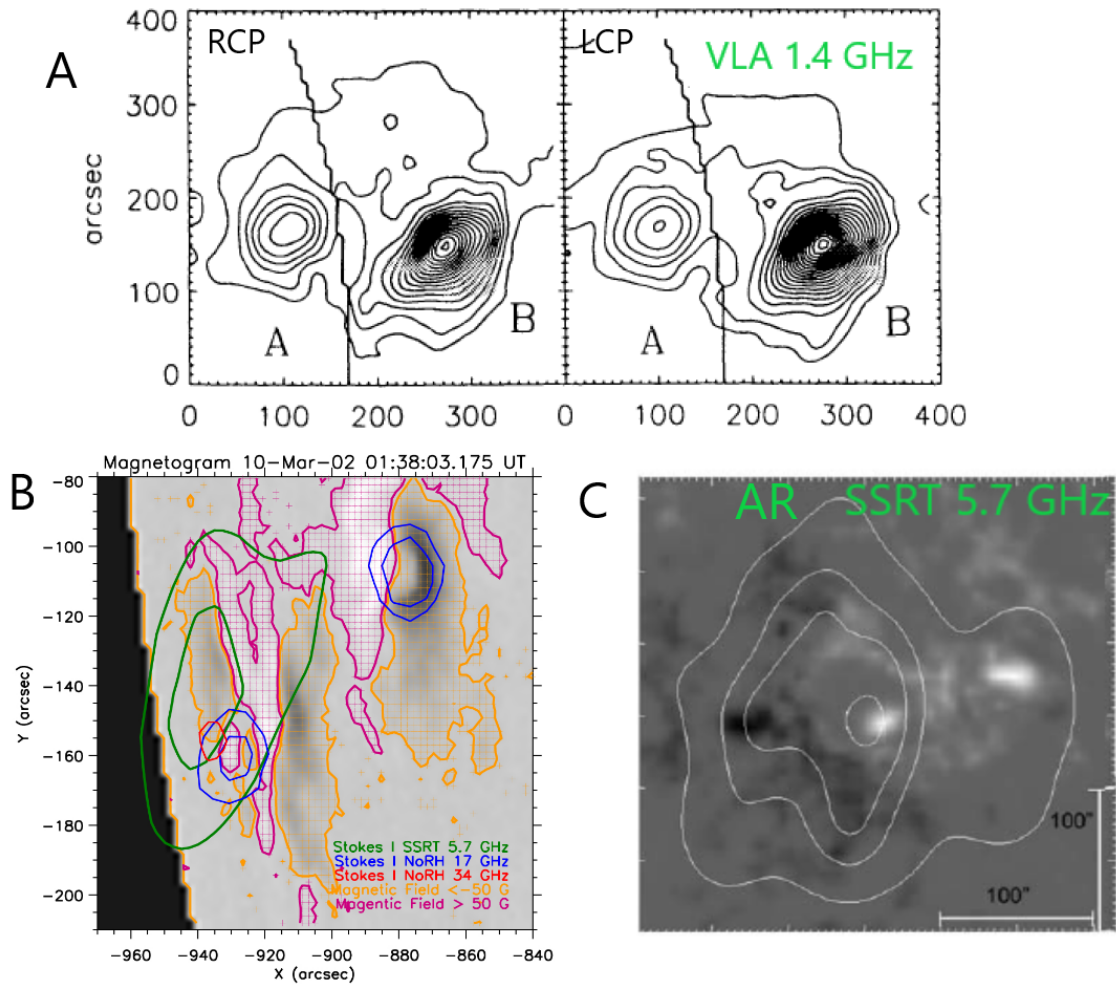 A
RCP
LCP
VLA 1.4 GHz
400
300
200
100
0
arcsec
A
B
A
B
0
100
200
300
0
100
200
300
400
B
Magnetogram 10-Mar-02 01:38:03.175 UT
-80
-100
-120
-140
-160
-180
-200
Y (arcsec)
Stokes I SSRT 5.7 GHz
Stokes I NoRH 17 GHz
Stokes I NoRH 34 GHz
Magnetic Field <-50 G
Magentic Field > 50 G
-960
-940
-920
-900
-880
-860
-840
X (arcsec)
C
AR
SSRT 5.7 GHz
100"
100"